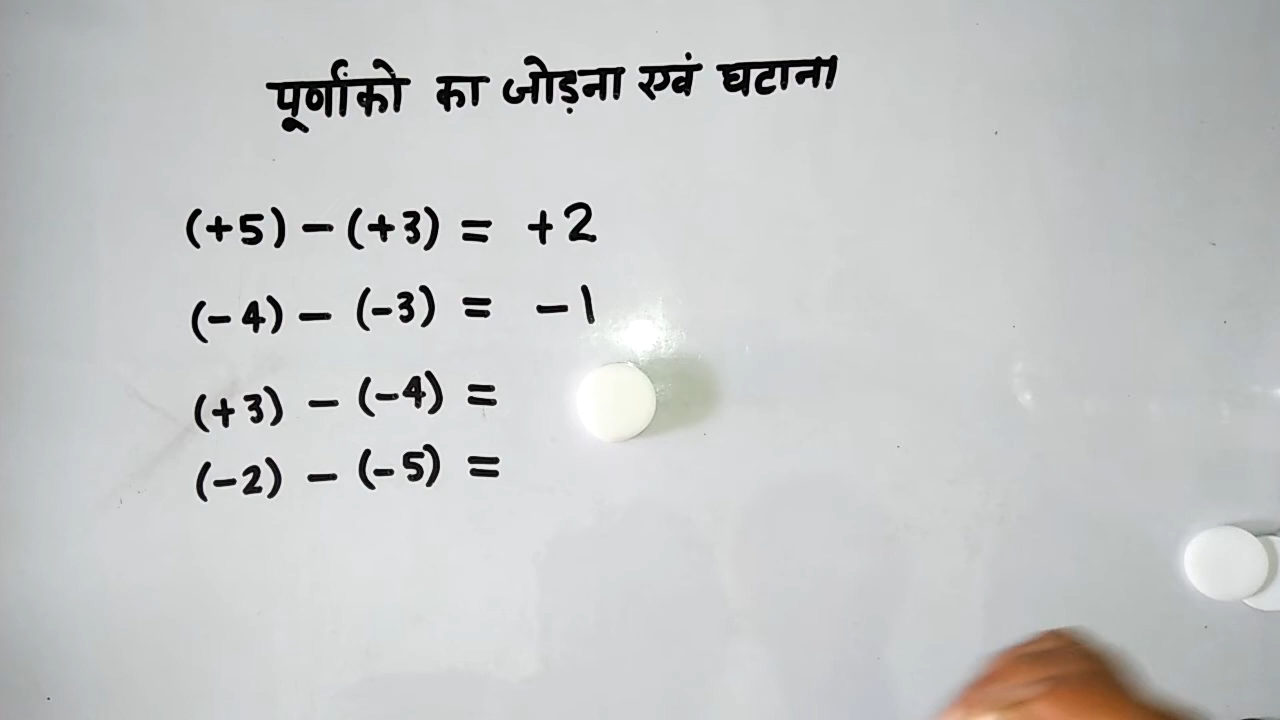 पूर्णांको का जोड़ना एवं घटाना
(+5) - (+3) = +2
(-4) - (-3) = -1
(+3) - (-4) =
(-2) - (-5) =